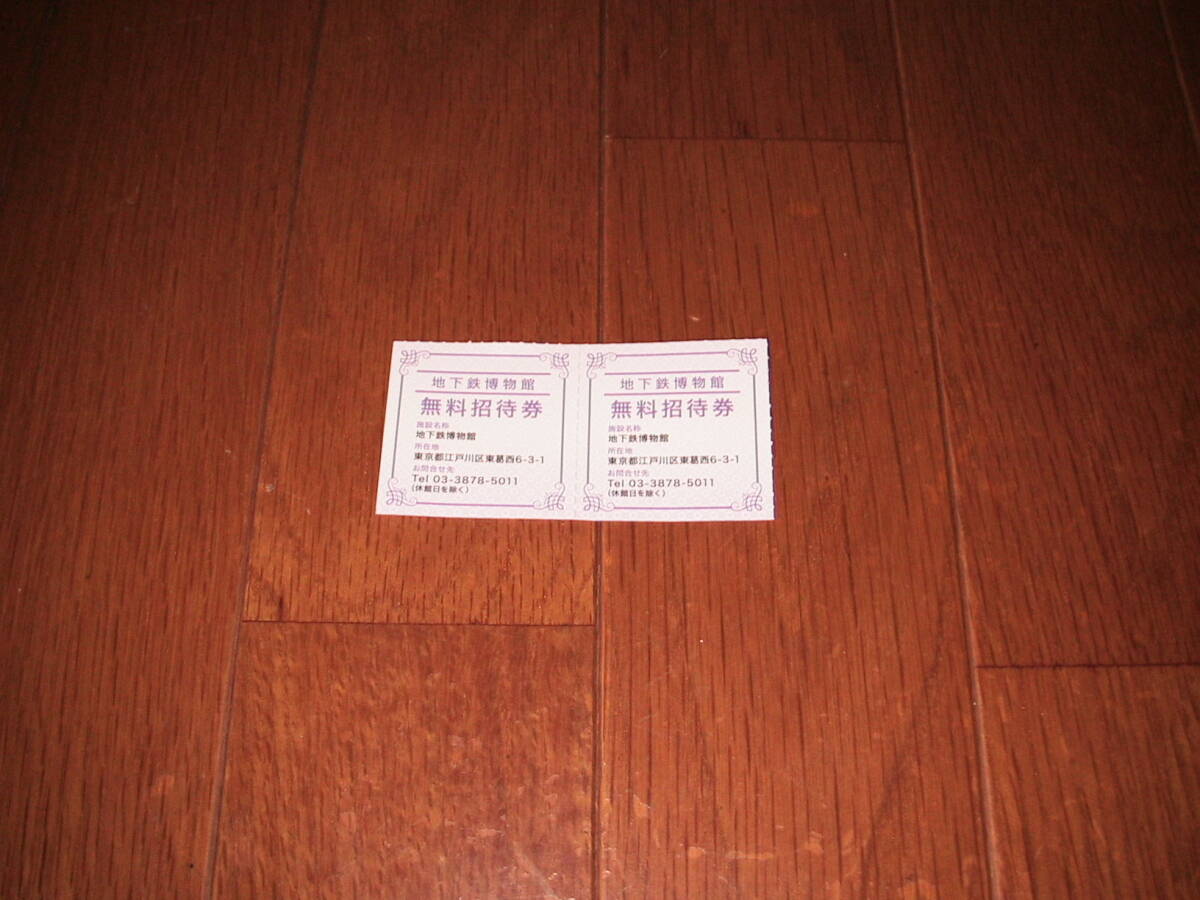 地下鉄博物館
無料招待券
施設名称
地下鉄博物館
所在地
東京都江戸川区東葛西6-3-1
お問合せ先
Tel 03-3878-5011
(休館日を除く)
地下鉄博物館
無料招待券
施設名称
地下鉄博物館
所在地
東京都江戸川区東葛西6-3-1
お問合せ先
Tel 03-3878-5011
(休館日を除く)